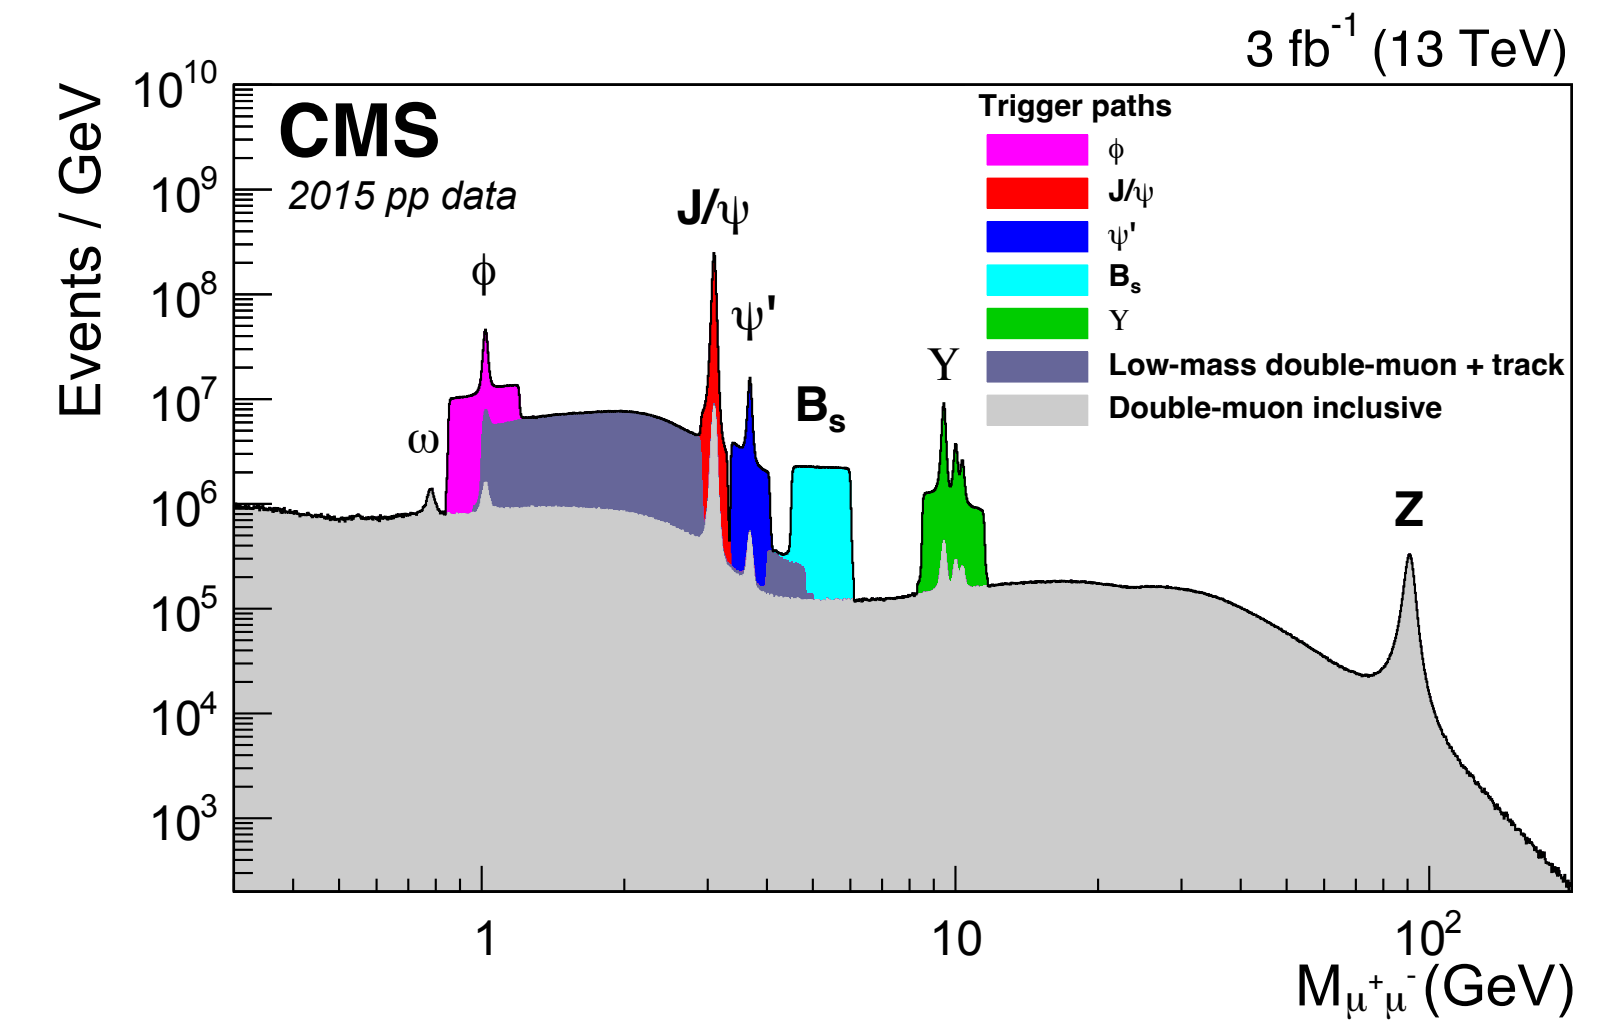 3 fb⁻¹ (13 TeV)
Events / GeV
10¹⁰
10⁹
10⁸
10⁷
10⁶
10⁵
10⁴
10³
CMS
2015 pp data
Trigger paths
ϕ
J/ψ
ψ'
Bₛ
Υ
Low-mass double-muon + track
Double-muon inclusive
ω
ϕ
J/ψ
ψ'
Bₛ
Υ
Z
1
10
10²
M μ⁺μ⁻ (GeV)